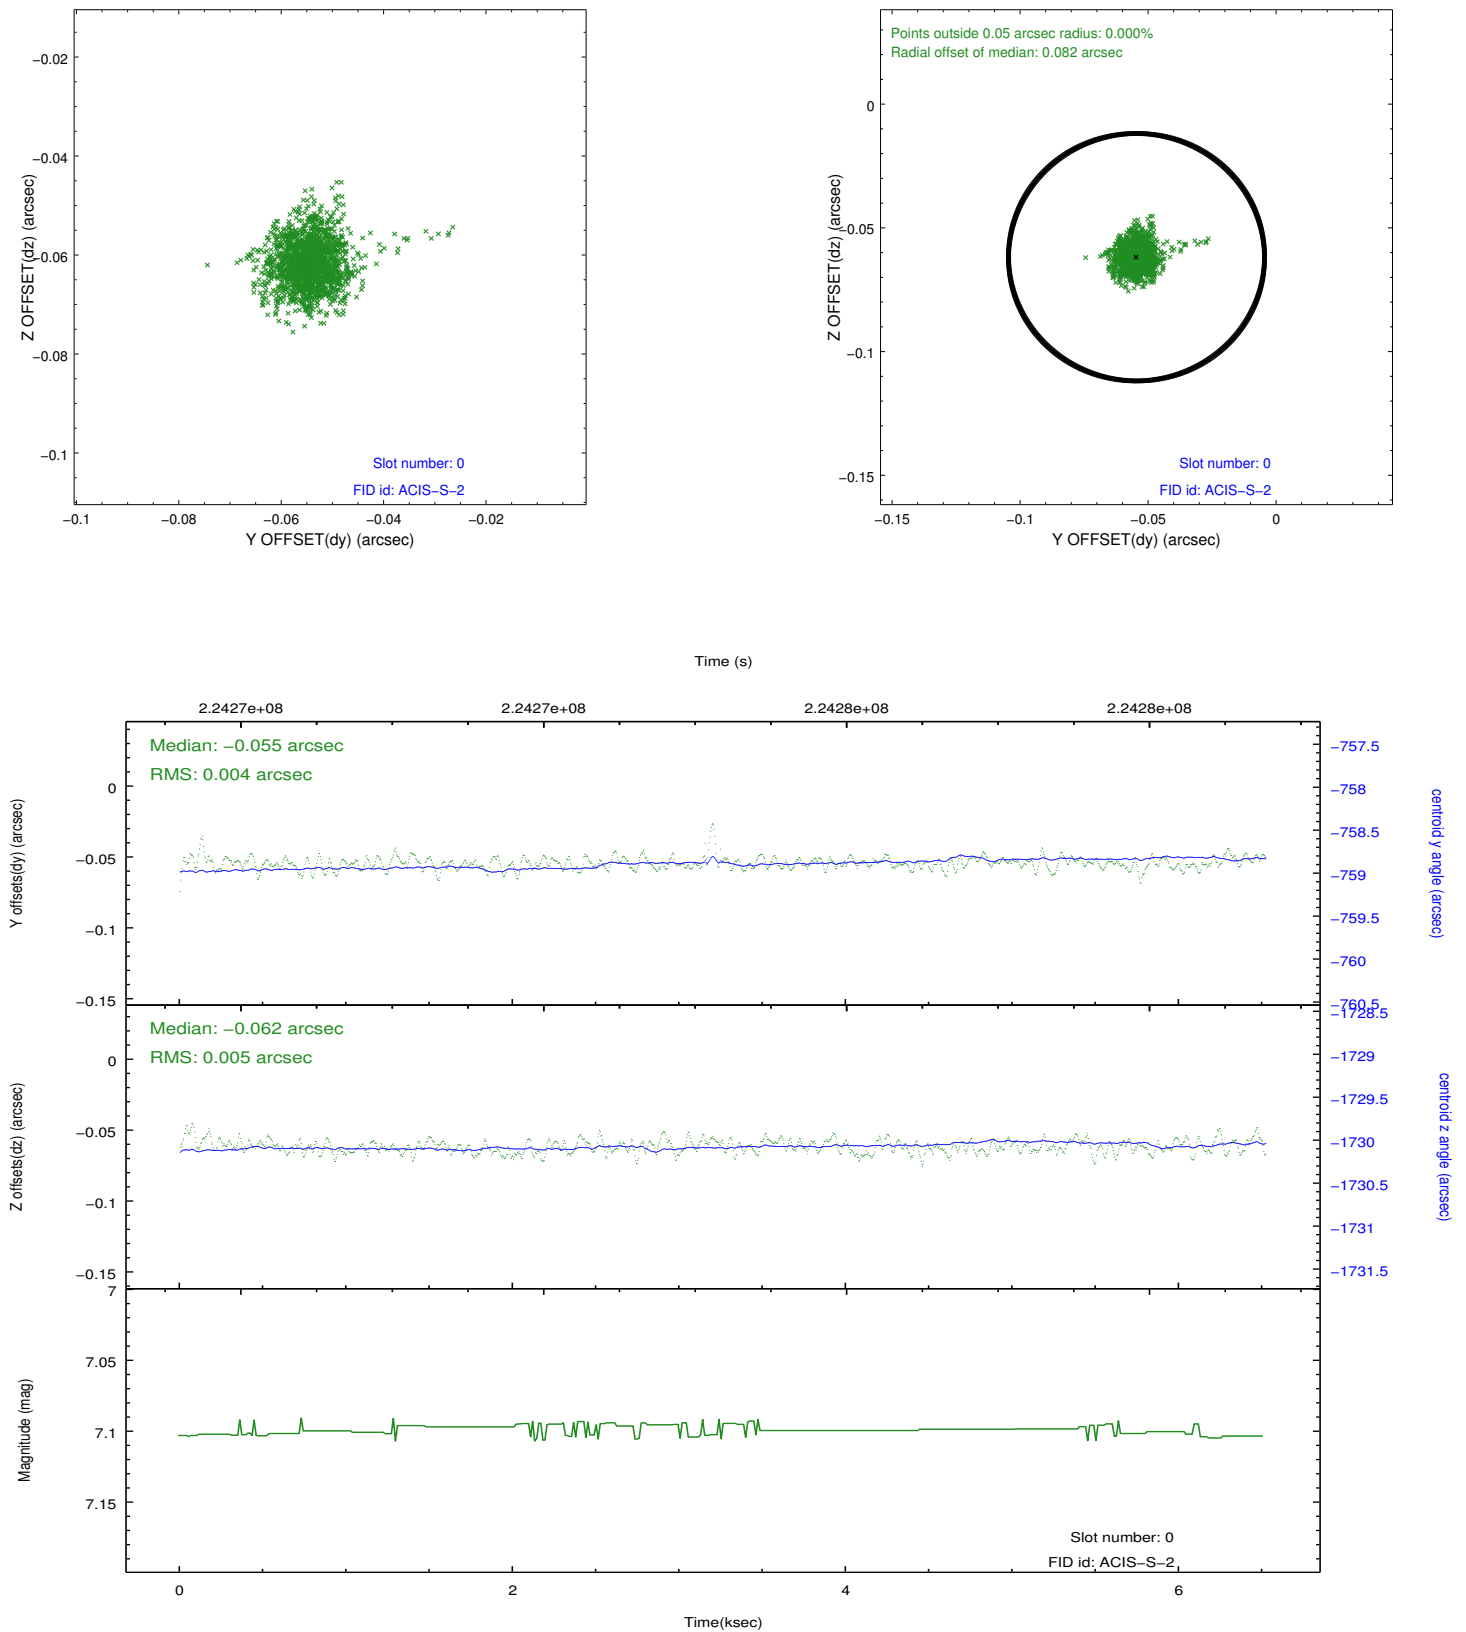 −0.02
−0.04
−0.06
−0.08
−0.1
Z OFFSET(dz) (arcsec)
Slot number: 0
FID id: ACIS−S−2
−0.1
−0.08
−0.06
−0.04
−0.02
Y OFFSET(dy) (arcsec)
Points outside 0.05 arcsec radius: 0.000%
Radial offset of median: 0.082 arcsec
0
−0.05
−0.1
−0.15
Z OFFSET(dz) (arcsec)
Slot number: 0
FID id: ACIS−S−2
−0.15
−0.1
−0.05
0
Y OFFSET(dy) (arcsec)
Time (s)
2.2427e+08
2.2427e+08
2.2428e+08
2.2428e+08
Median: −0.055 arcsec
RMS: 0.004 arcsec
0
−0.05
−0.1
−0.15
Y offsets(dy) (arcsec)
−757.5
−758
−758.5
−759
−759.5
−760
−760.5
centroid y angle (arcsec)
Median: −0.062 arcsec
RMS: 0.005 arcsec
0
−0.05
−0.1
−0.15
Z offsets(dz) (arcsec)
−1728.5
−1729
−1729.5
−1730
−1730.5
−1731
−1731.5
centroid z angle (arcsec)
7
7.05
7.1
7.15
Magnitude (mag)
Slot number: 0
FID id: ACIS−S−2
0
2
4
6
Time(ksec)